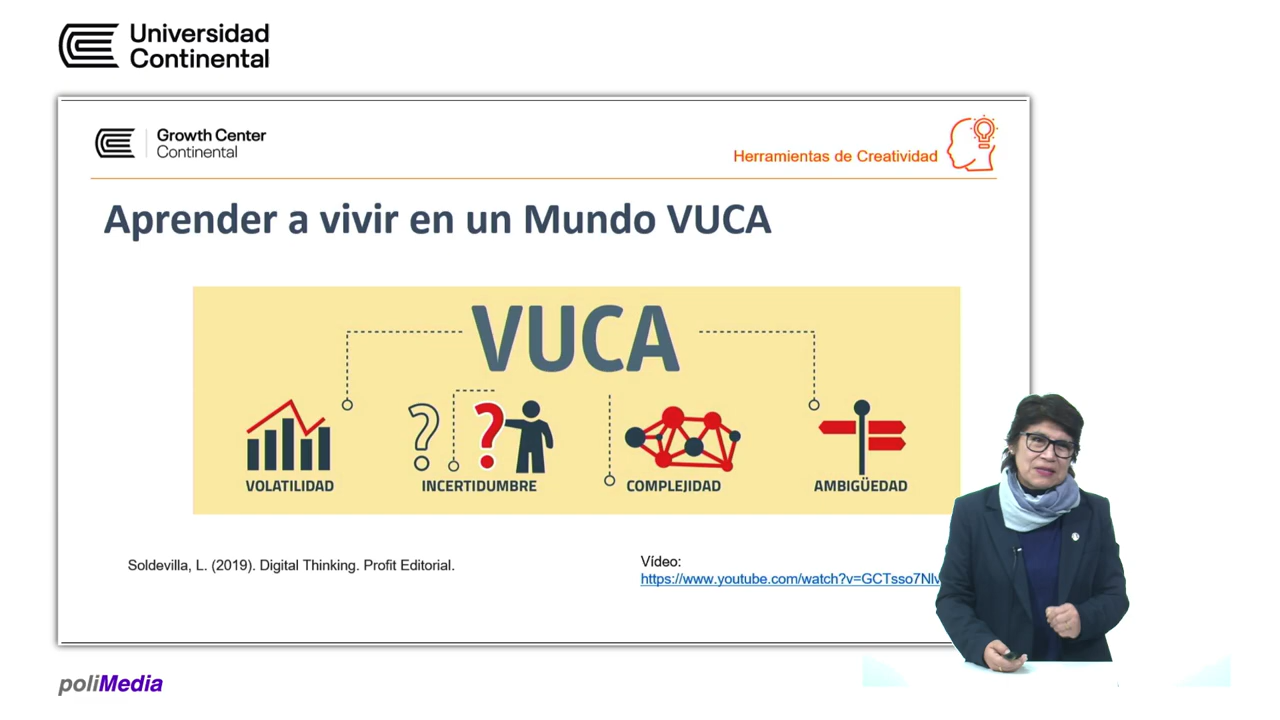 Universidad
Continental
Growth Center
Continental
Herramientas de Creatividad
Aprender a vivir en un Mundo VUCA
VUCA
VOLATILIDAD
INCERTIDUMBRE
COMPLEJIDAD
AMBIGÜEDAD
Soldevilla, L. (2019). Digital Thinking. Profit Editorial.
Vídeo:
poliMedia